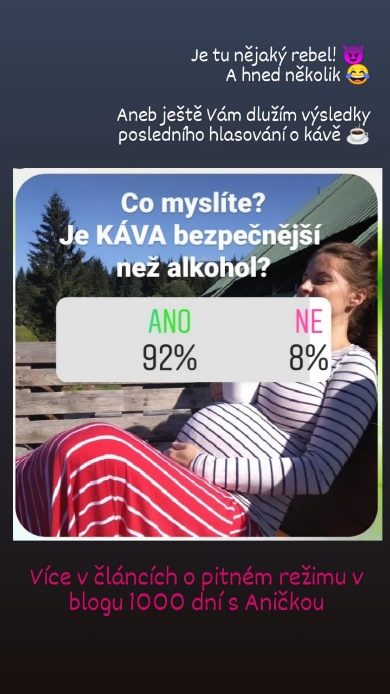 Je tu nějaký rebel! 😈
A hned několik 😂
Aneb ještě Vám dlužím výsledky
posledního hlasování o kávě ☕
Co myslíte?
Je KÁVA bezpečnější
než alkohol?
ANO NE
92% 8%
Více v článcích o pitném režimu v
blogu 1000 dní s Aničkou